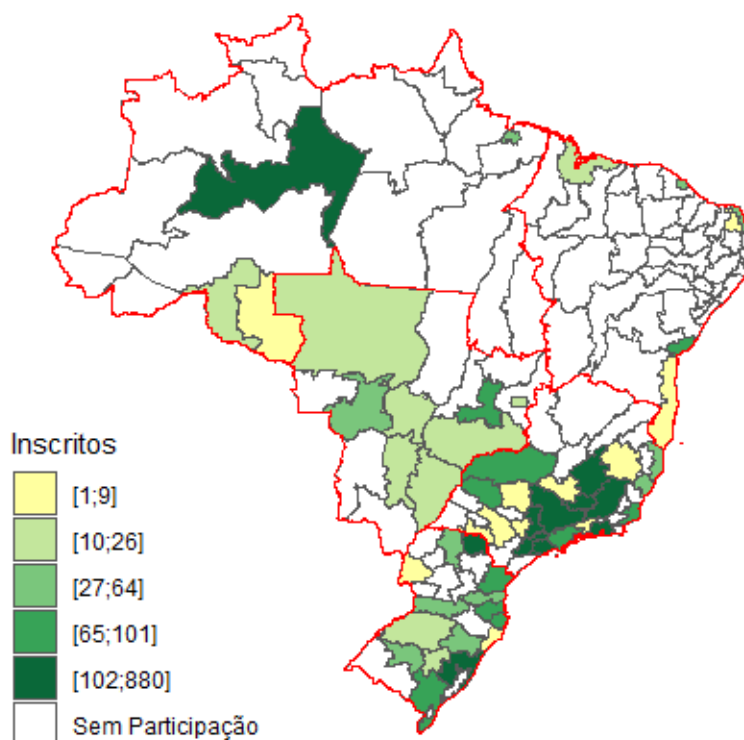 Inscritos
[1;9]
[10;26]
[27;64]
[65;101]
[102;880]
Sem Participação